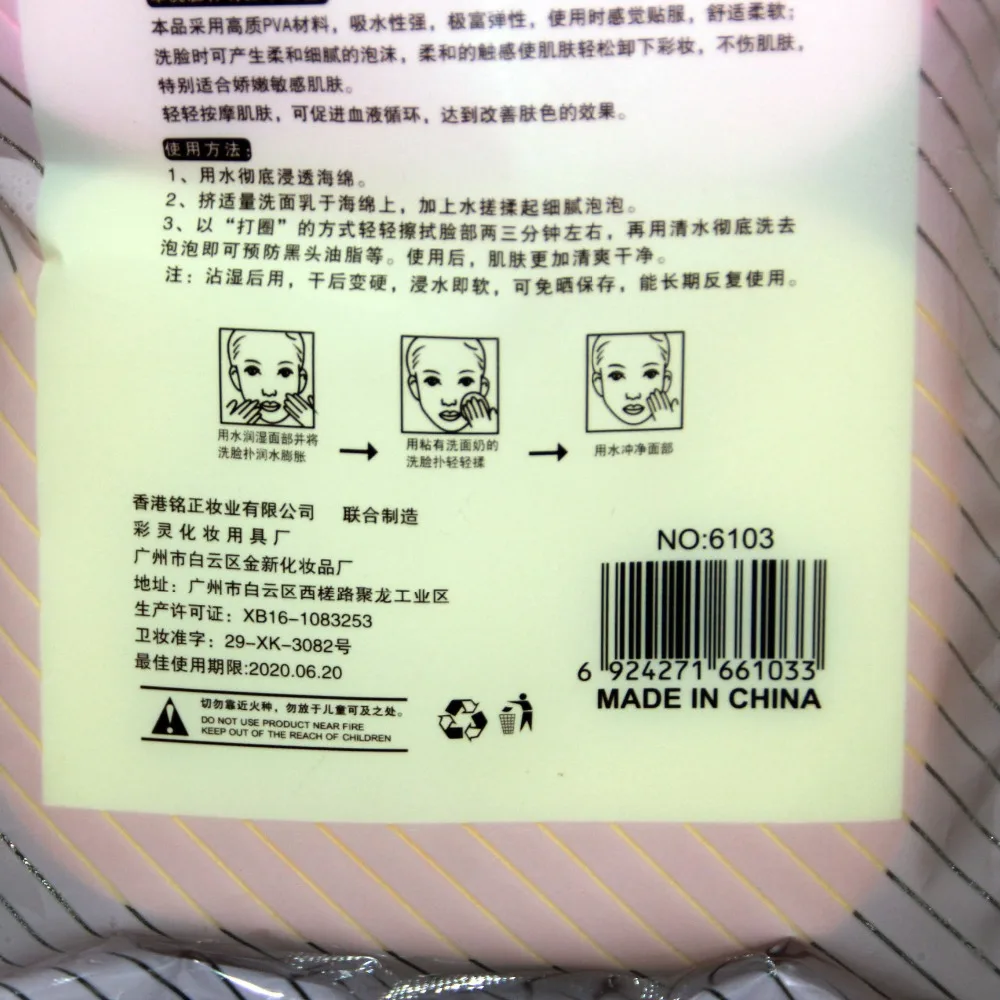 本品采用高质PVA材料，吸水性强，极富弹性，使用时感觉贴服，舒适柔软；
洗脸时可产生柔和细腻的泡沫，柔和的触感使肌肤轻松卸下彩妆，不伤肌肤，
特别适合娇嫩敏感肌肤。
轻轻按摩肌肤，可促进血液循环，达到改善肤色的效果。
使用方法：
1、用水彻底浸透海绵。
2、挤适量洗面乳于海绵上，加上水搓揉起细腻泡泡。
3、以“打圈”的方式轻轻擦拭脸部两三分钟左右，再用清水彻底洗去
泡泡即可预防黑头油脂等。使用后，肌肤更加清爽干净。
注：沾湿后用，干后变硬，浸水即软，可免晒保存，能长期反复使用。
用水润湿面部并将
洗脸扑润水膨胀
用粘有洗面奶的
洗脸扑轻轻揉
用水冲净面部
香港铭正妆业有限公司 联合制造
彩灵化妆用具厂
广州市白云区金新化妆品厂
地址：广州市白云区西槎路聚龙工业区
生产许可证：XB16-1083253
卫妆准字：29-XK-3082号
最佳使用期限:2020.06.20
切勿靠近火种，勿放于儿童可及之处。
DO NOT USE PRODUCT NEAR FIRE
KEEP OUT OF THE REACH OF CHILDREN
NO:6103
6 924271 661033
MADE IN CHINA